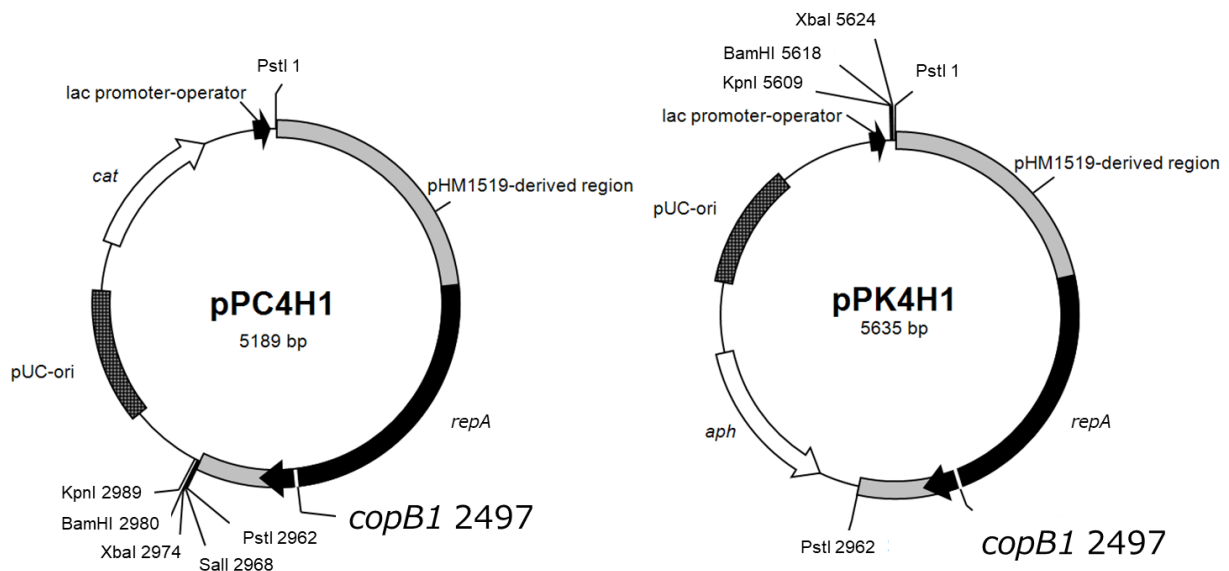 PstI 1
lac promoter-operator
cat
pHM1519-derived region
pPC4H1
5189 bp
pUC-ori
repA
KpnI 2989
BamHI 2980
XbaI 2974
SalI 2968
PstI 2962
copB1 2497
XbaI 5624
BamHI 5618
KpnI 5609
PstI 1
lac promoter-operator
pHM1519-derived region
pUC-ori
pPK4H1
5635 bp
aph
repA
PstI 2962
copB1 2497